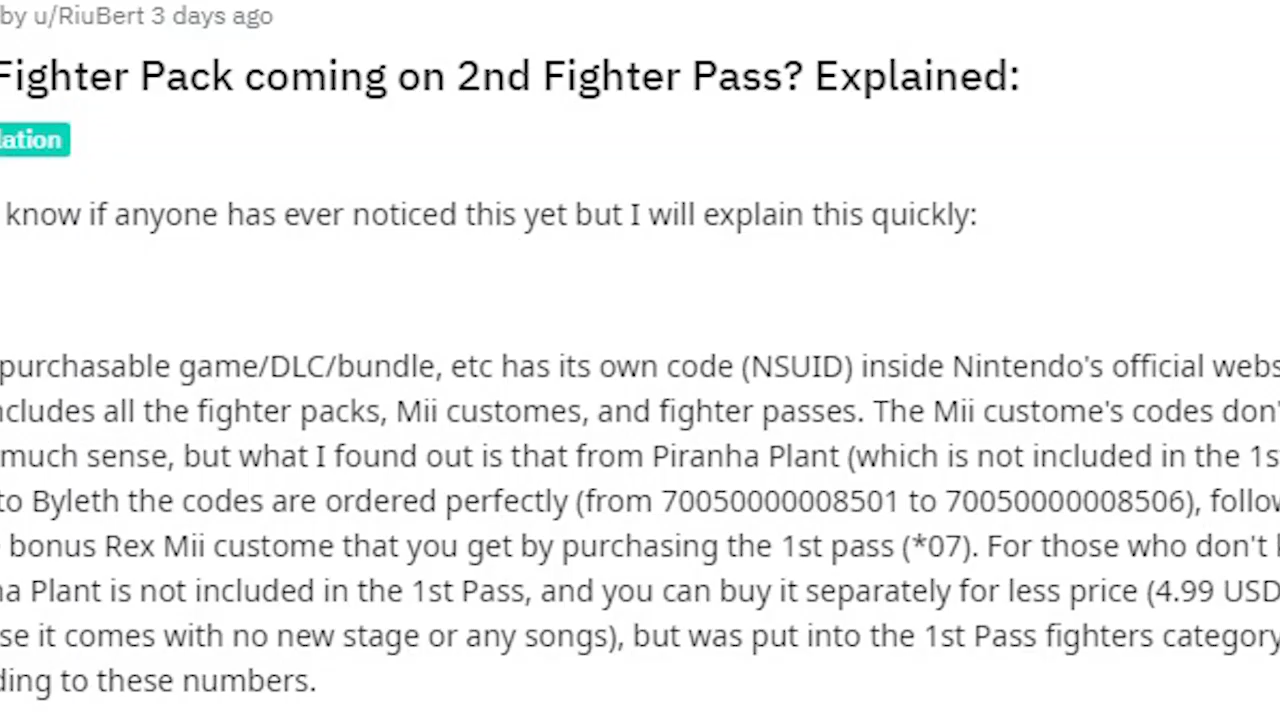 by u/RiuBert 3 days ago
Fighter Pack coming on 2nd Fighter Pass? Explained:
lation
know if anyone has ever noticed this yet but I will explain this quickly:
purchasable game/DLC/bundle, etc has its own code (NSUID) inside Nintendo's official webs
ncludes all the fighter packs, Mii customes, and fighter passes. The Mii custome's codes don'
much sense, but what I found out is that from Piranha Plant (which is not included in the 1s
to Byleth the codes are ordered perfectly (from 70050000008501 to 70050000008506), follow
bonus Rex Mii custome that you get by purchasing the 1st pass (*07). For those who don't
na Plant is not included in the 1st Pass, and you can buy it separately for less price (4.99 USD
se it comes with no new stage or any songs), but was put into the 1st Pass fighters category
ding to these numbers.